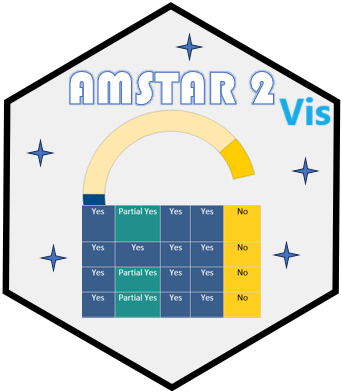 AMSTAR 2
Vis
Yes Partial Yes Yes Yes No
Yes Yes Yes Yes No
Yes Partial Yes Yes Yes No
Yes Partial Yes Yes Yes No